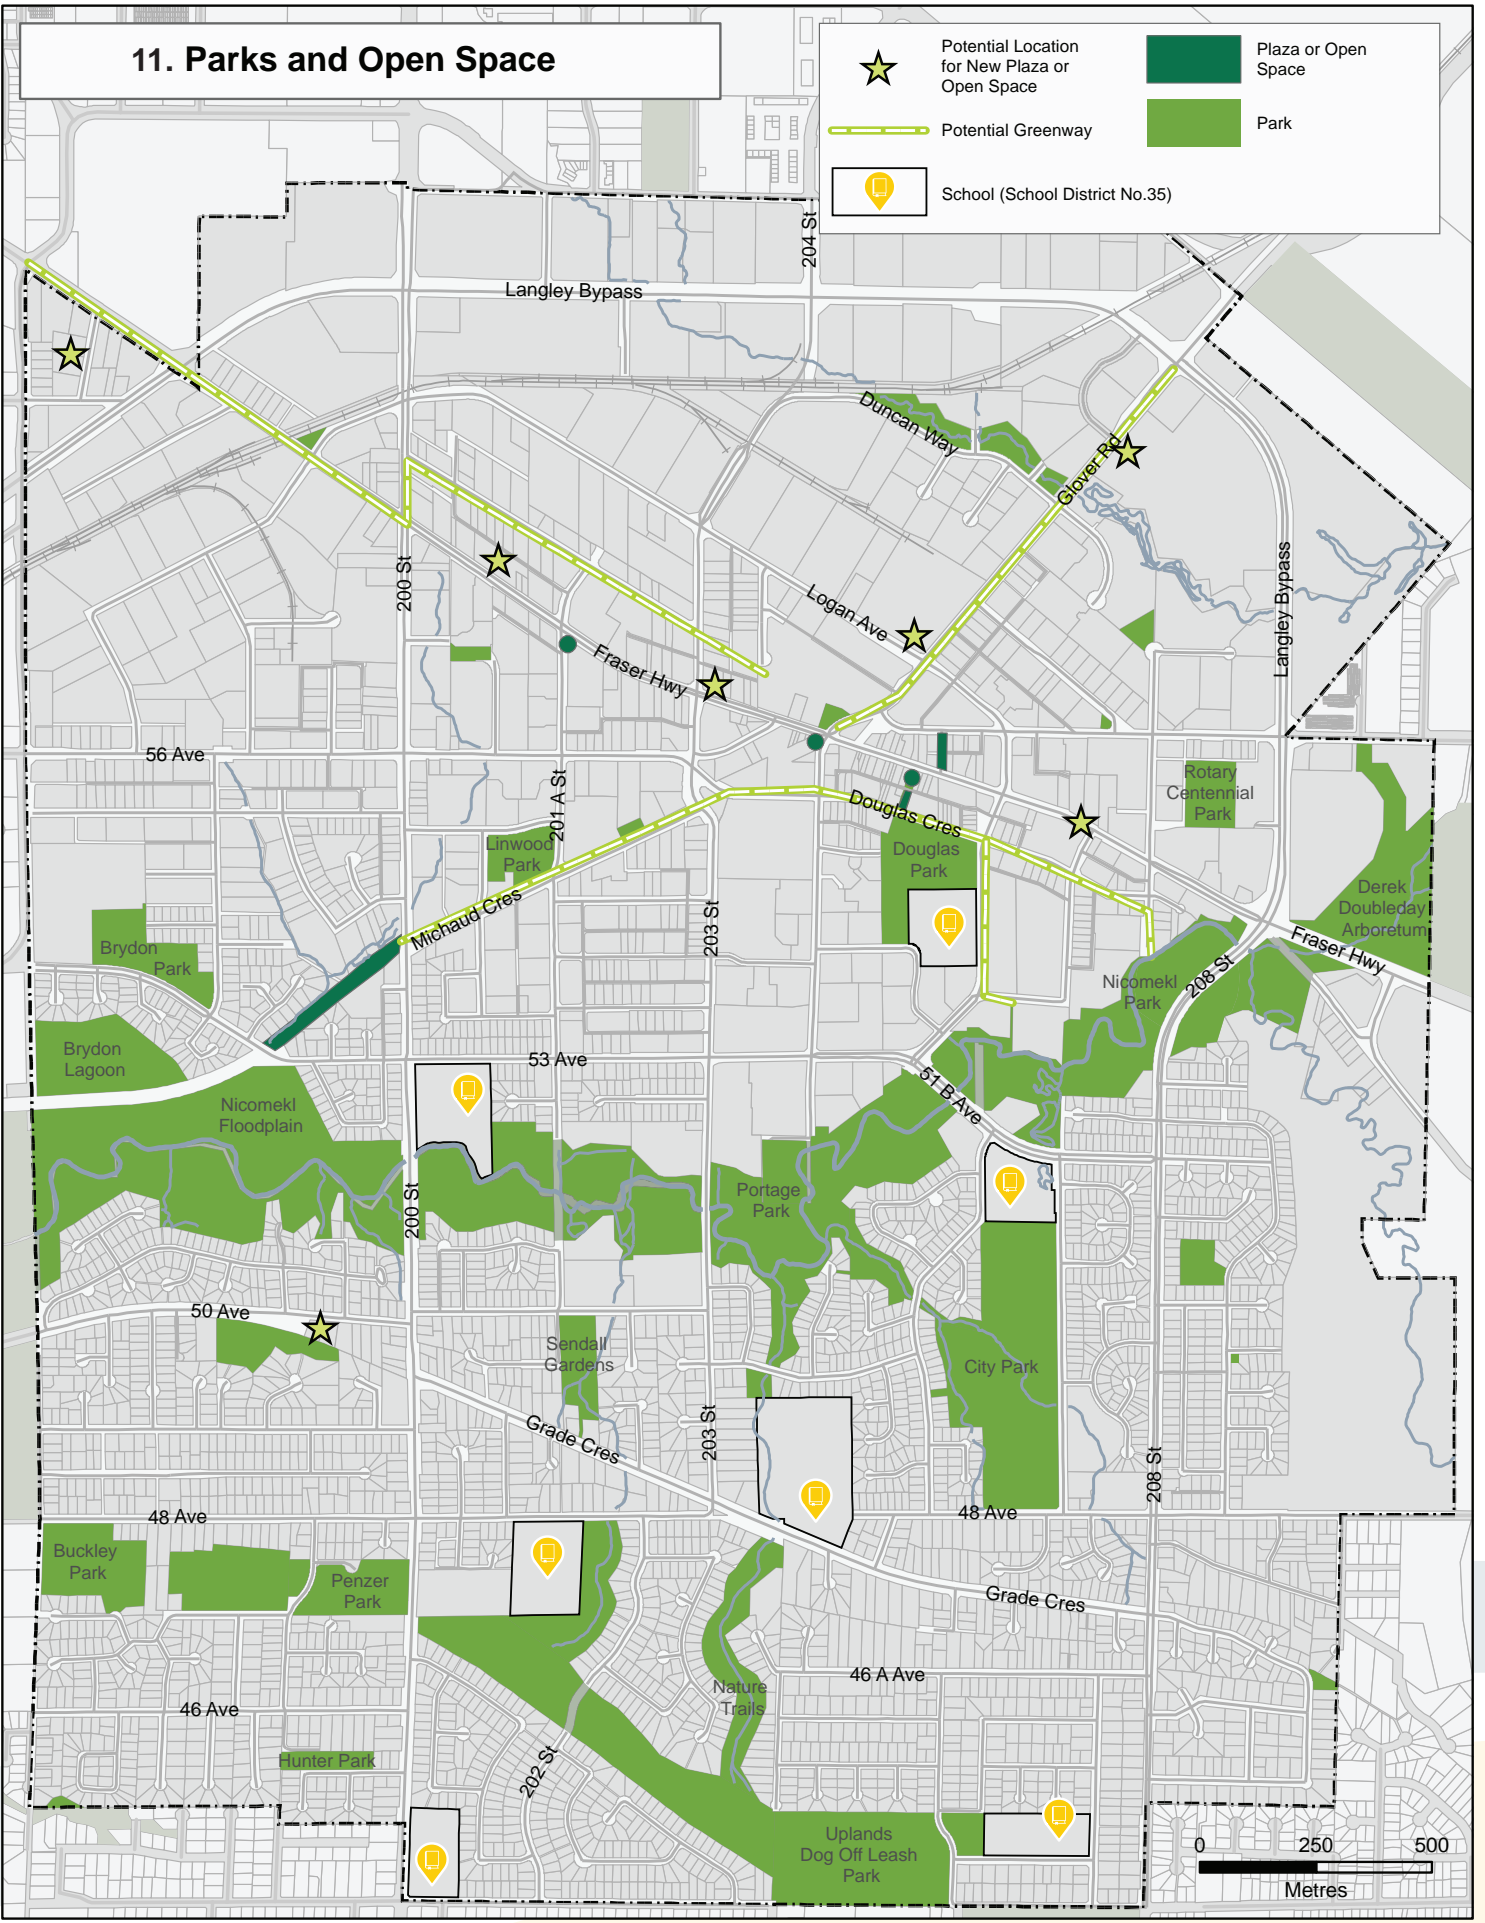 11. Parks and Open Space
Potential Location
for New Plaza or
Open Space
Plaza or Open
Space
Potential Greenway
Park
School (School District No.35)
204 St
Langley Bypass
Duncan Way
Glover Rd
200 St
Logan Ave
Langley Bypass
Fraser Hwy
56 Ave
201 A St
Rotary
Centennial
Park
Douglas Cres
Linwood
Park
Douglas
Park
Michaud Cres
Derek
Doubleday
Arboretum
203 St
Brydon
Park
Fraser Hwy
208 St
Nicomekl
Park
Brydon
Lagoon
53 Ave
51 B Ave
Nicomekl
Floodplain
200 St
Portage
Park
50 Ave
Sendall
Gardens
City Park
Grade Cres
203 St
208 St
48 Ave
48 Ave
Buckley
Park
Penzer
Park
Grade Cres
46 A Ave
Nature
Trails
46 Ave
Hunter Park
202 St
Uplands
Dog Off Leash
Park
0 250 500
Metres